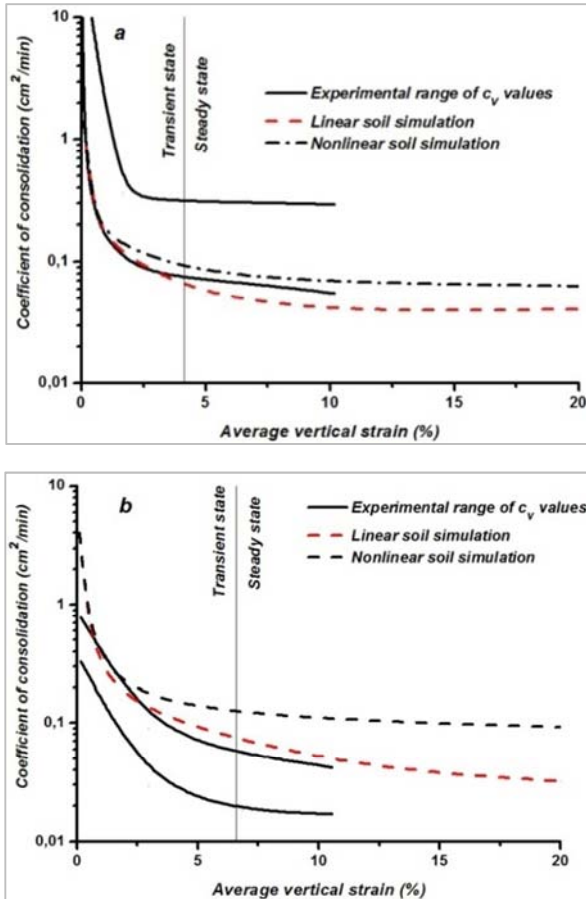 a
Coefficient of consolidation (cm²/min)
10
1
0,1
0,01
Transient state
Steady state
Experimental range of cᵥ values
Linear soil simulation
Nonlinear soil simulation
0 5 10 15 20
Average vertical strain (%)
b
Coefficient of consolidation (cm²/min)
10
1
0,1
0,01
Transient state
Steady state
Experimental range of cᵥ values
Linear soil simulation
Nonlinear soil simulation
0 5 10 15 20
Average vertical strain (%)